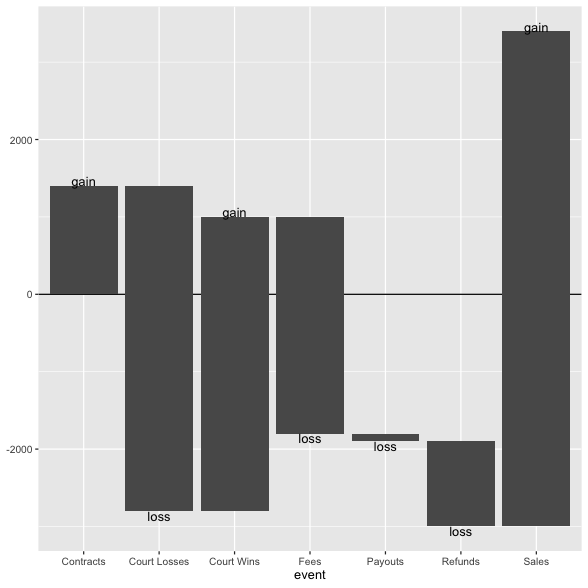 gain
gain
gain
2000
0
-2000
loss
loss
loss
loss
Contracts Court Losses Court Wins Fees Payouts Refunds Sales
event